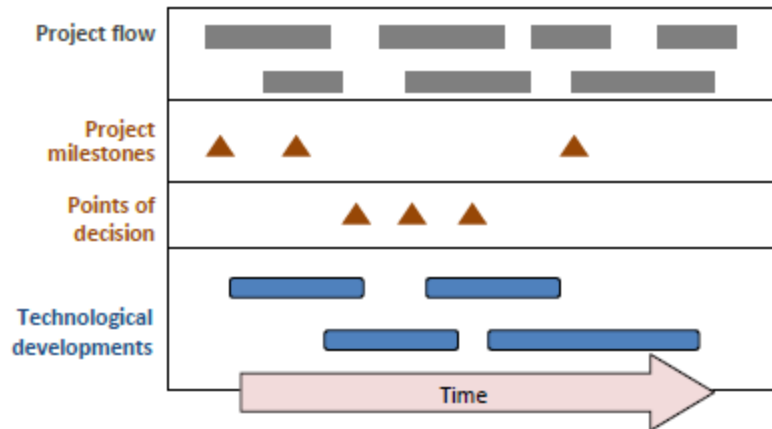 Project flow
Project
milestones
Points of
decision
Technological
developments
Time